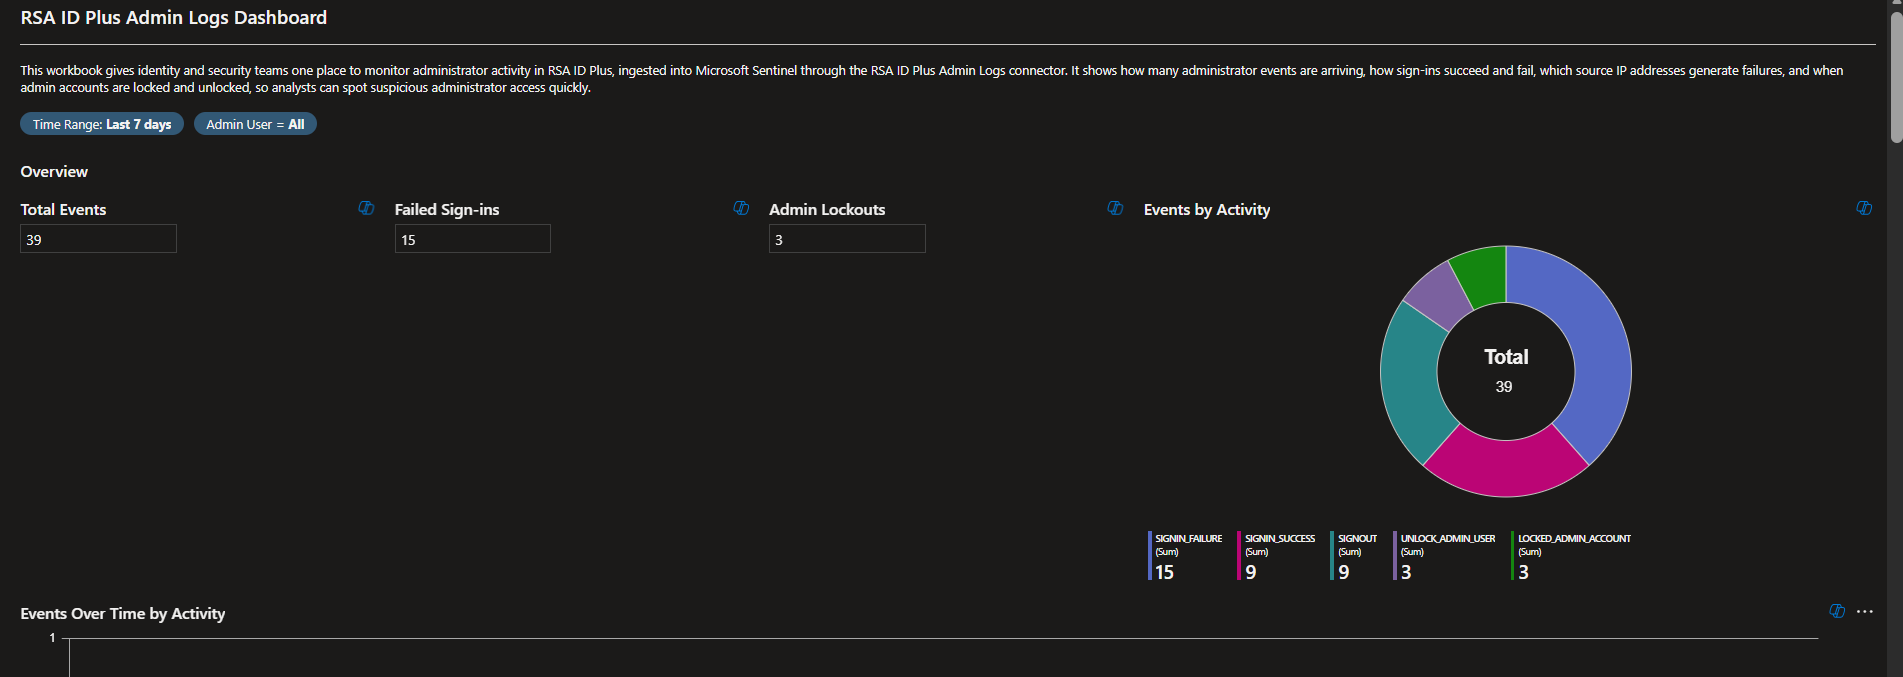 RSA ID Plus Admin Logs Dashboard
This workbook gives identity and security teams one place to monitor administrator activity in RSA ID Plus, ingested into Microsoft Sentinel through the RSA ID Plus Admin Logs connector. It shows how many administrator events are arriving, how sign-ins succeed and fail, which source IP addresses generate failures, and when
admin accounts are locked and unlocked, so analysts can spot suspicious administrator access quickly.
Time Range: Last 7 days Admin User = All
Overview
Total Events Failed Sign-ins Admin Lockouts Events by Activity
39 15 3
Total
39
SIGNIN_FAILURE SIGNIN_SUCCESS SIGNOUT UNLOCK_ADMIN_USER LOCKED_ADMIN_ACCOUNT
(Sum) (Sum) (Sum) (Sum) (Sum)
15 9 9 3 3
Events Over Time by Activity
1